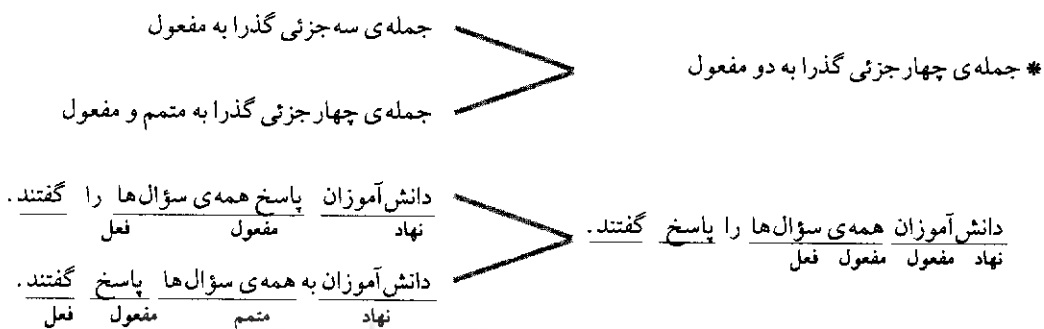 * جمله‌ی چهارجزئی گذرا به دو مفعول
جمله‌ی سه‌جزئی گذرا به مفعول
جمله‌ی چهارجزئی گذرا به متمم و مفعول
دانش‌آموزان همه‌ی سؤال‌ها را پاسخ گفتند.
نهاد مفعول مفعول فعل
دانش‌آموزان پاسخ همه‌ی سؤال‌ها را گفتند.
نهاد مفعول فعل
دانش‌آموزان به همه‌ی سؤال‌ها پاسخ گفتند.
نهاد متمم مفعول فعل